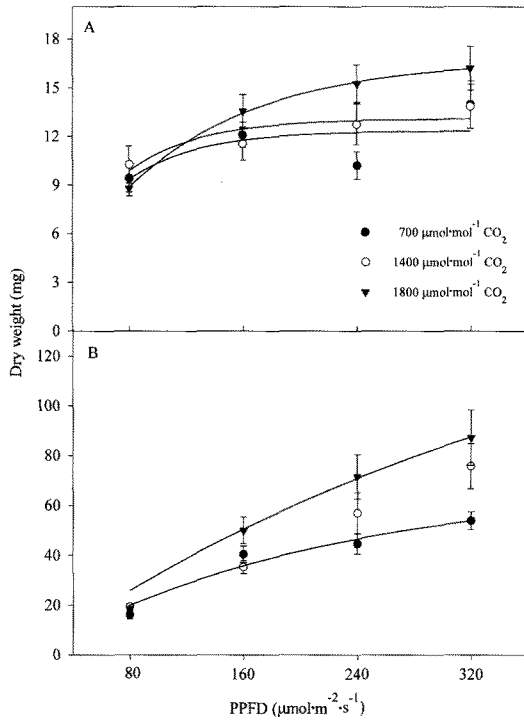 A
18
15
12
9
6
3
0
700 μmol·mol⁻¹ CO₂
1400 μmol·mol⁻¹ CO₂
1800 μmol·mol⁻¹ CO₂
Dry weight (mg)
B
120
100
80
60
40
20
0
80 160 240 320
PPFD (μmol·m⁻²·s⁻¹)